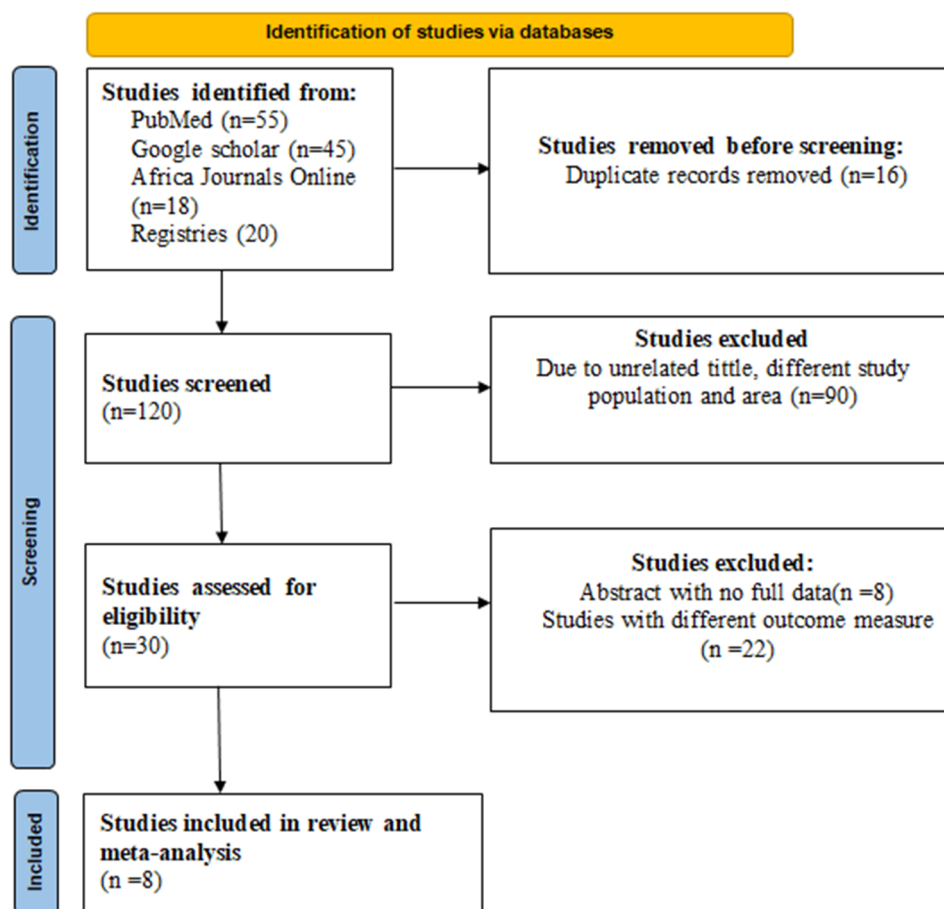 Identification of studies via databases
Identification
Studies identified from:
PubMed (n=55)
Google scholar (n=45)
Africa Journals Online
(n=18)
Registries (20)
Studies removed before screening:
Duplicate records removed (n=16)
Screening
Studies screened
(n=120)
Studies excluded
Due to unrelated tittle, different study
population and area (n=90)
Studies assessed for
eligibility
(n=30)
Studies excluded:
Abstract with no full data(n =8)
Studies with different outcome measure
(n =22)
Included
Studies included in review and
meta-analysis
(n =8)